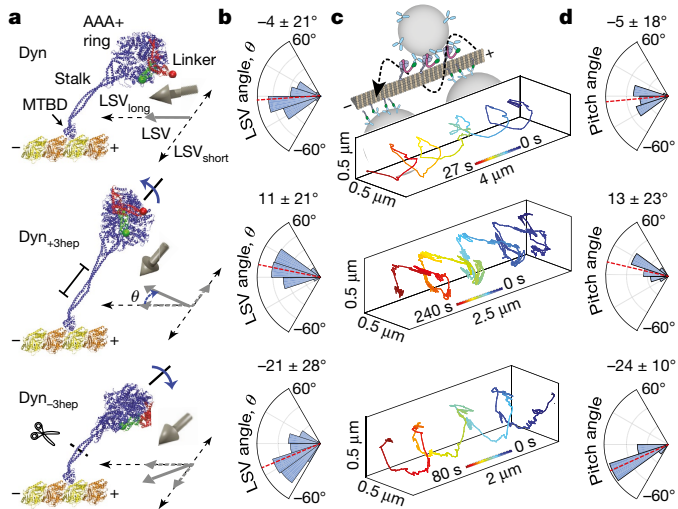 a
b
c
d
Dyn
AAA+
ring
Linker
Stalk
MTBD
LSVlong
LSV
LSVshort
−
+
−4 ± 21°
60°
LSV angle, θ
−60°
+
−
0.5 μm
0.5 μm
27 s
0 s
4 μm
−5 ± 18°
60°
Pitch angle
−60°
Dyn+3hep
θ
−
+
11 ± 21°
60°
LSV angle, θ
−60°
0.5 μm
0.5 μm
240 s
0 s
2.5 μm
13 ± 23°
60°
Pitch angle
−60°
Dyn−3hep
−
+
−21 ± 28°
60°
LSV angle, θ
−60°
0.5 μm
0.5 μm
80 s
0 s
2 μm
−24 ± 10°
60°
Pitch angle
−60°